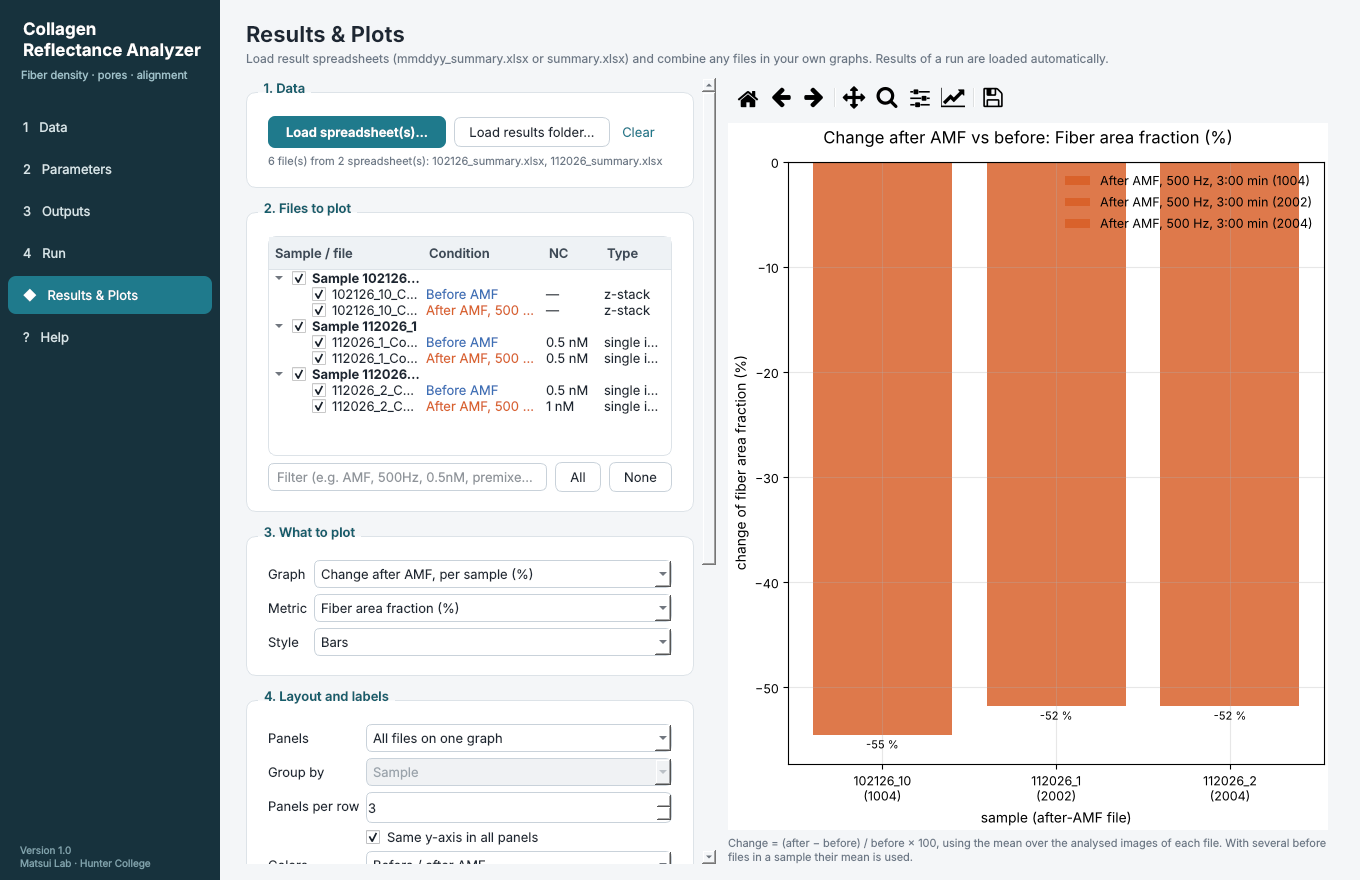 Collagen
Reflectance Analyzer
Fiber density · pores · alignment
1 Data
2 Parameters
3 Outputs
4 Run
◆ Results & Plots
? Help
Version 1.0
Matsui Lab · Hunter College
Results & Plots
Load result spreadsheets (mmddyy_summary.xlsx or summary.xlsx) and combine any files in your own graphs. Results of a run are loaded automatically.
1. Data
Load spreadsheet(s)... Load results folder... Clear
6 file(s) from 2 spreadsheet(s): 102126_summary.xlsx, 112026_summary.xlsx
2. Files to plot
Sample / file Condition NC Type
Sample 102126...
102126_10_C... Before AMF — z-stack
102126_10_C... After AMF, 500 ... — z-stack
Sample 112026_1
112026_1_Co... Before AMF 0.5 nM single i...
112026_1_Co... After AMF, 500 ... 0.5 nM single i...
Sample 112026...
112026_2_C... Before AMF 0.5 nM single i...
112026_2_C... After AMF, 500 ... 1 nM single i...
Filter (e.g. AMF, 500Hz, 0.5nM, premixe... All None
3. What to plot
Graph Change after AMF, per sample (%)
Metric Fiber area fraction (%)
Style Bars
4. Layout and labels
Panels All files on one graph
Group by Sample
Panels per row 3
Same y-axis in all panels
Colors Before / after AMF
Change after AMF vs before: Fiber area fraction (%)
After AMF, 500 Hz, 3:00 min (1004)
After AMF, 500 Hz, 3:00 min (2002)
After AMF, 500 Hz, 3:00 min (2004)
change of fiber area fraction (%)
0
−10
−20
−30
−40
−50
-55 %
-52 %
-52 %
102126_10
(1004)
112026_1
(2002)
112026_2
(2004)
sample (after-AMF file)
Change = (after − before) / before × 100, using the mean over the analysed images of each file. With several before
files in a sample their mean is used.